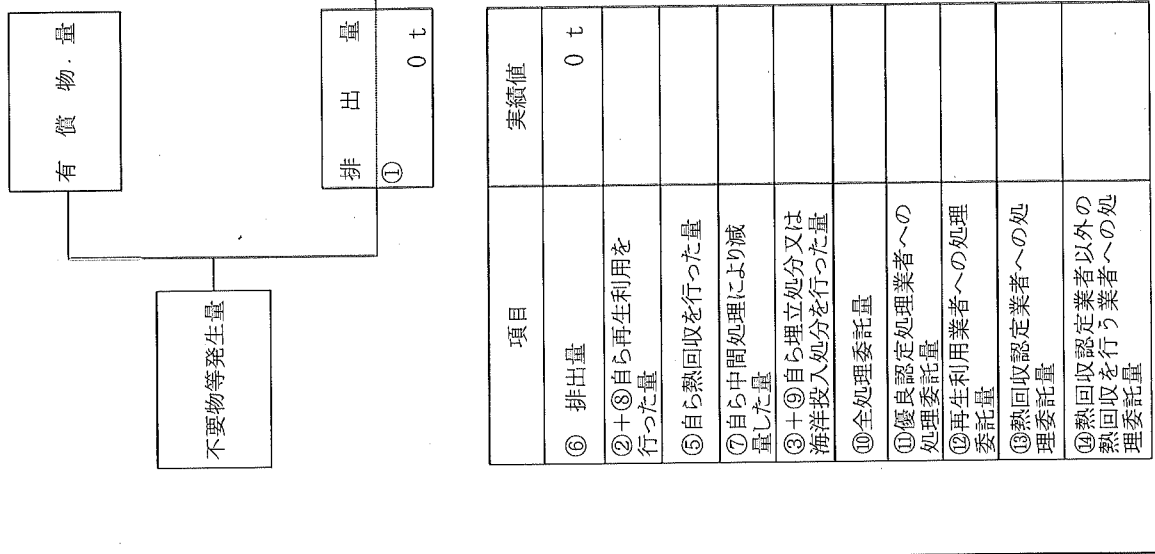 有 償 物 ・ 量
不要物等発生量
排 出 量
①
0 t
項目 実績値
⑥ 排出量 0 t
②＋⑧自ら再生利用を
行った量
⑤自ら熱回収を行った量
⑦自ら中間処理により減
量した量
③＋⑨自ら埋立処分又は
海洋投入処分を行った量
⑩全処理委託量
⑪優良認定処理業者への
処理委託量
⑫再生利用業者への処理
委託量
⑬熱回収認定業者への処
理委託量
⑭熱回収認定業者以外の
熱回収を行う業者への処
理委託量